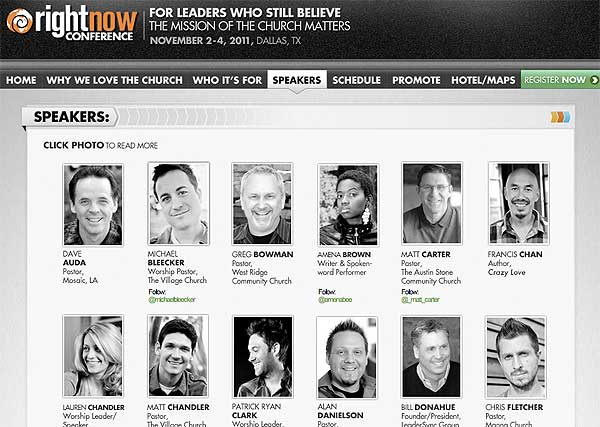 rightnow
CONFERENCE
FOR LEADERS WHO STILL BELIEVE
THE MISSION OF THE CHURCH MATTERS
NOVEMBER 2-4, 2011, DALLAS, TX
HOME WHY WE LOVE THE CHURCH WHO IT'S FOR SPEAKERS SCHEDULE PROMOTE HOTEL/MAPS REGISTER NOW
SPEAKERS:
CLICK PHOTO TO READ MORE
DAVE
AUDA
Pastor,
Mosaic, LA
MICHAEL
BLEECKER
Worship Pastor,
The Village Church
Follow:
@michaelbleecker
GREG BOWMAN
Pastor,
West Ridge
Community Church
AMENA BROWN
Writer & Spoken-
word Performer
Follow:
@amenabee
MATT CARTER
Pastor,
The Austin Stone
Community Church
Follow:
@_matt_carter
FRANCIS CHAN
Author,
Crazy Love
LAUREN CHANDLER
Worship Leader/
Speaker
MATT CHANDLER
Pastor,
The Village Church
PATRICK RYAN
CLARK
Worship Leader,
ALAN
DANIELSON
Pastor,
BILL DONAHUE
Founder/President,
LeaderSync Group
CHRIS FLETCHER
Pastor,
Manna Church